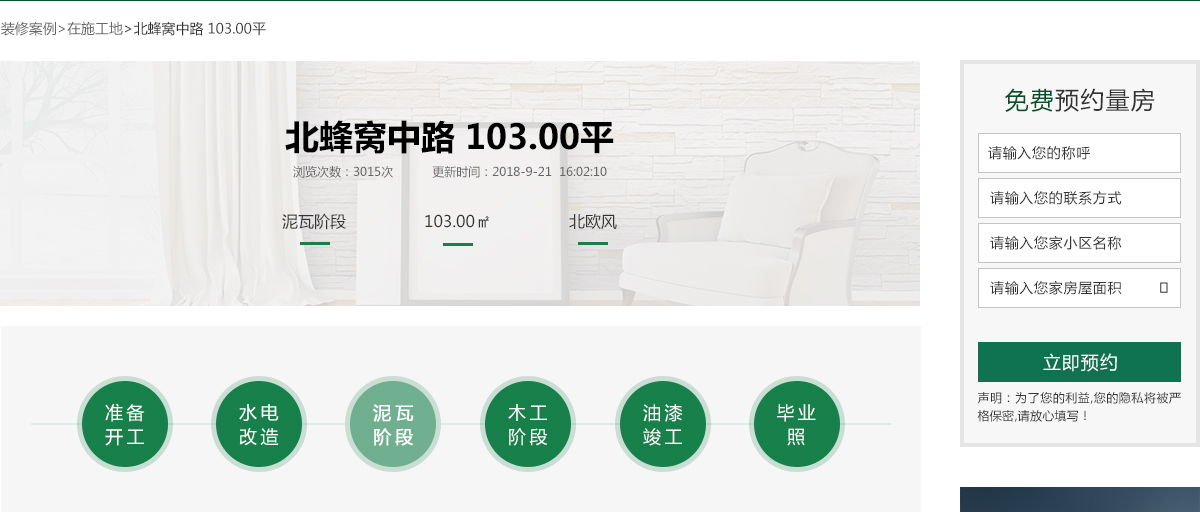 装修案例>在施工地>北蜂窝中路 103.00平
北蜂窝中路 103.00平
浏览次数：3015次 更新时间：2018-9-21 16:02:10
泥瓦阶段 103.00㎡ 北欧风
准备
开工
水电
改造
泥瓦
阶段
木工
阶段
油漆
竣工
毕业
照
免费预约量房
请输入您的称呼
请输入您的联系方式
请输入您家小区名称
请输入您家房屋面积
立即预约
声明：为了您的利益,您的隐私将被严
格保密,请放心填写！